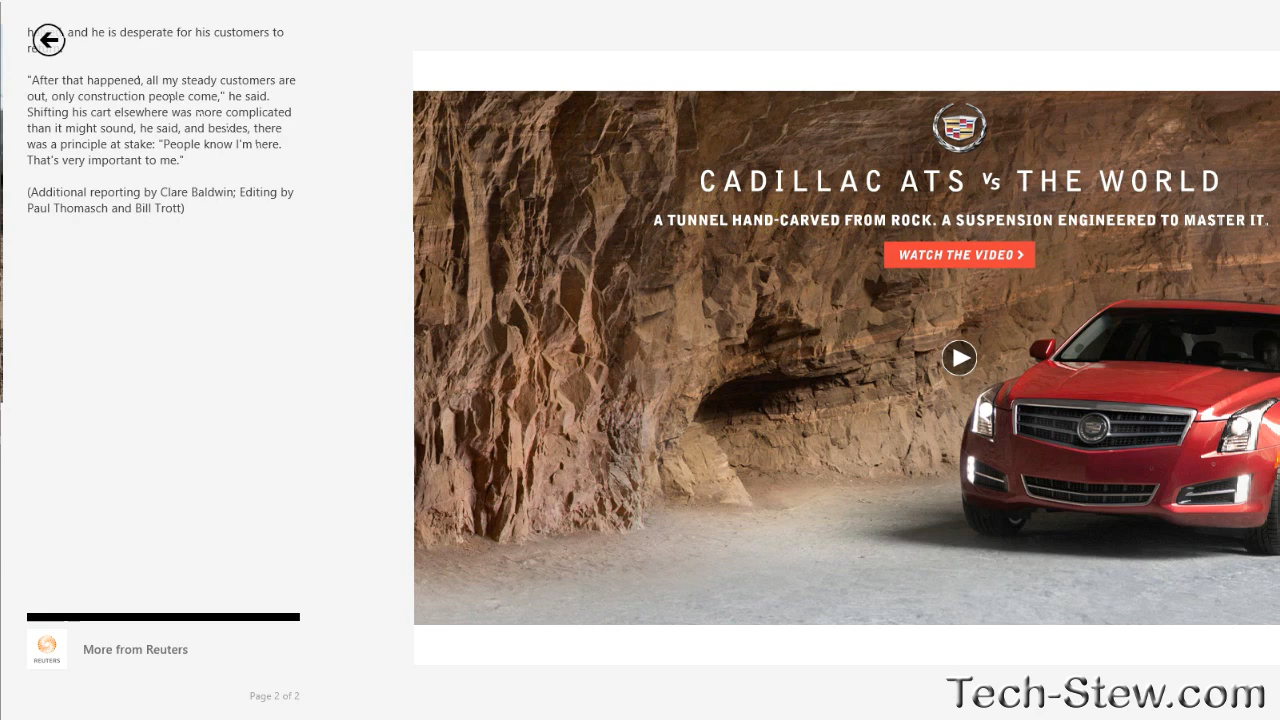 and he is desperate for his customers to
"After that happened, all my steady customers are
out, only construction people come," he said.
Shifting his cart elsewhere was more complicated
than it might sound, he said, and besides, there
was a principle at stake: "People know I'm here.
That's very important to me."
(Additional reporting by Clare Baldwin; Editing by
Paul Thomasch and Bill Trott)
REUTERS
More from Reuters
Page 2 of 2
CADILLAC ATS vs THE WORLD
A TUNNEL HAND-CARVED FROM ROCK. A SUSPENSION ENGINEERED TO MASTER IT.
WATCH THE VIDEO >
Tech-Stew.com